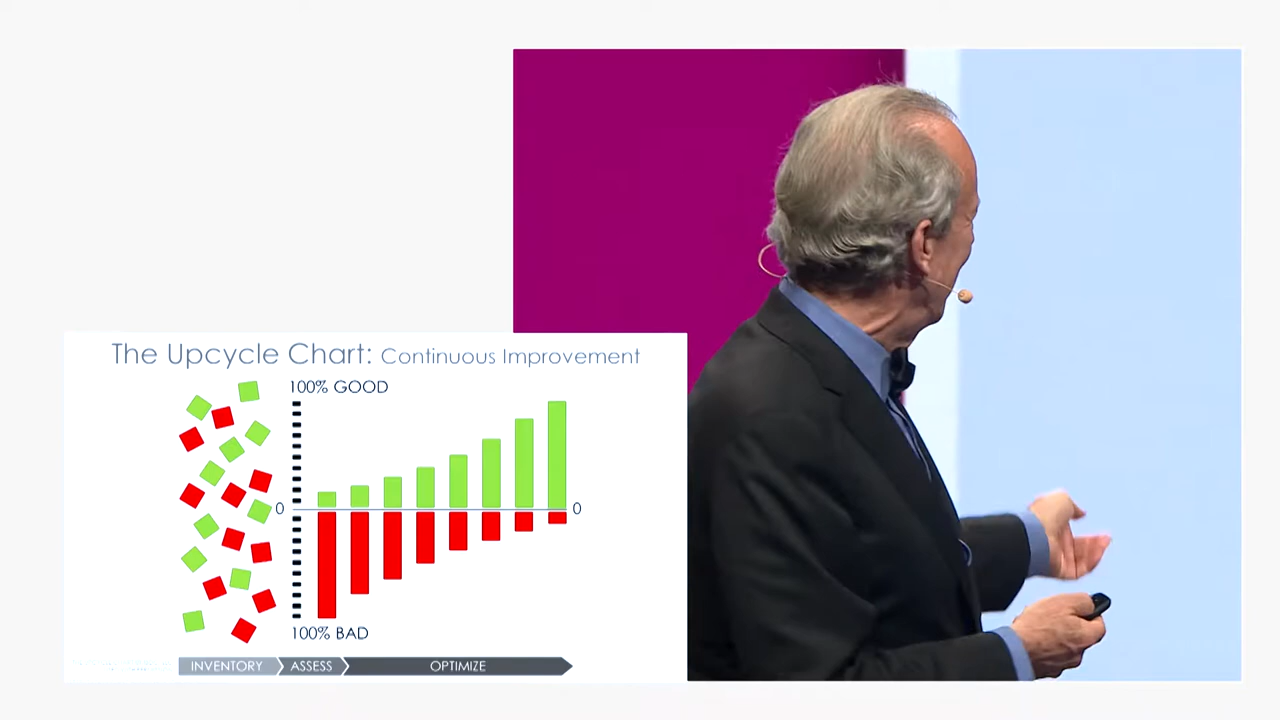 The Upcycle Chart: Continuous Improvement
100% GOOD
0 0
100% BAD
INVENTORY ASSESS OPTIMIZE